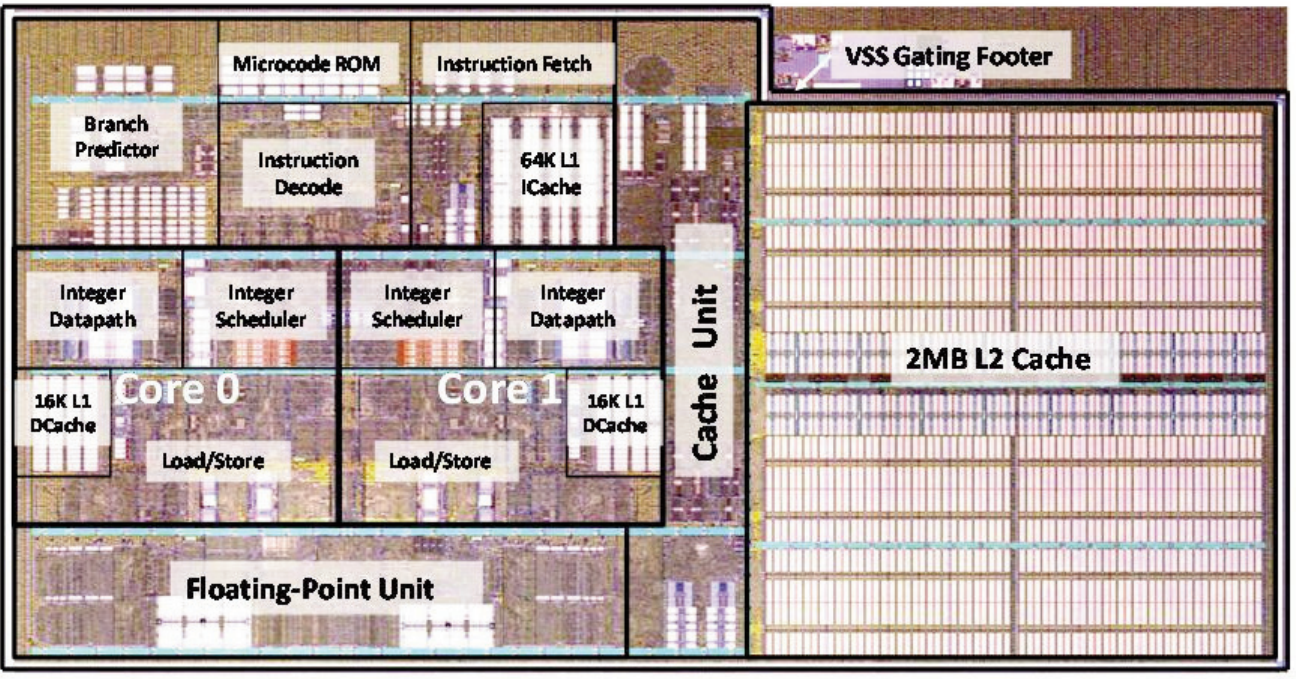 Microcode ROM
Instruction Fetch
VSS Gating Footer
Branch
Predictor
Instruction
Decode
64K L1
ICache
Integer
Datapath
Integer
Scheduler
Integer
Scheduler
Integer
Datapath
Cache Unit
2MB L2 Cache
Core 0
Core 1
16K L1
DCache
16K L1
DCache
Load/Store
Load/Store
Floating-Point Unit